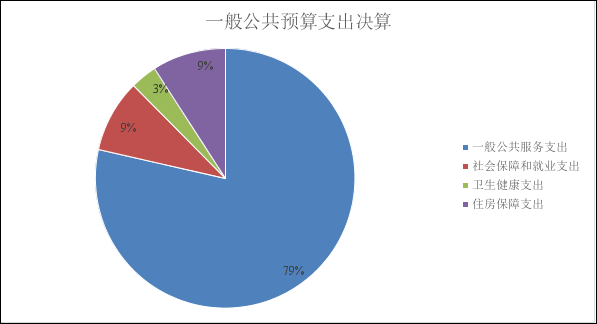 一般公共预算支出决算
9%
3%
9%
79%
一般公共服务支出
社会保障和就业支出
卫生健康支出
住房保障支出